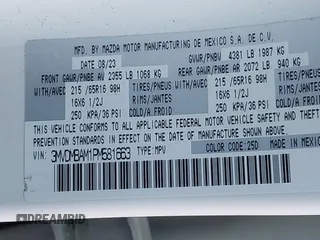 MFD. BY MAZDA MOTOR MANUFACTURING DE MEXICO S.A. DE C.V.
DATE 08/23 GVWR/PNBV 4381 LB 1987 KG
FRONT GAWR/PNBE AV 2355 LB 1068 KG REAR GAWR/PNBE AR 2072 LB 940 KG
WITH/AVEC 215 /65R16 98H TIRES/PNEUS WITH/AVEC 215 /65R16 98H TIRES/PNEUS
16X6 1/2J RIMS/JANTES 16X6 1/2J RIMS/JANTES
250 KPA/36 PSI COLD/A FROID 250 KPA/36 PSI COLD/A FROID
THIS VEHICLE CONFORMS TO ALL APPLICABLE FEDERAL MOTOR VEHICLE
SAFETY STANDARDS IN EFFECT ON THE DATE OF MANUFACTURE SHOWN ABOVE.
VIN: 3MVDMBAM1PM581663 TYPE:MPV COLOR CODE:25D MADE IN MEXICO
DREAMBID